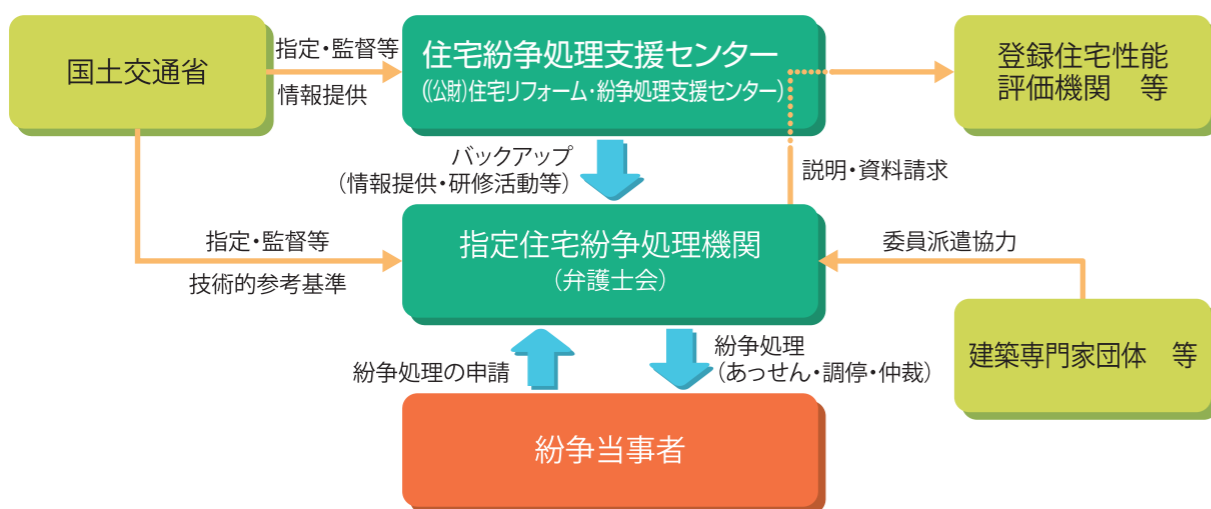 国土交通省
指定・監督等
情報提供
住宅紛争処理支援センター
((公財)住宅リフォーム・紛争処理支援センター)
登録住宅性能
評価機関　等
バックアップ
（情報提供・研修活動等）
説明・資料請求
指定・監督等
技術的参考基準
指定住宅紛争処理機関
（弁護士会）
委員派遣協力
建築専門家団体　等
紛争処理の申請
紛争処理
（あっせん・調停・仲裁）
紛争当事者